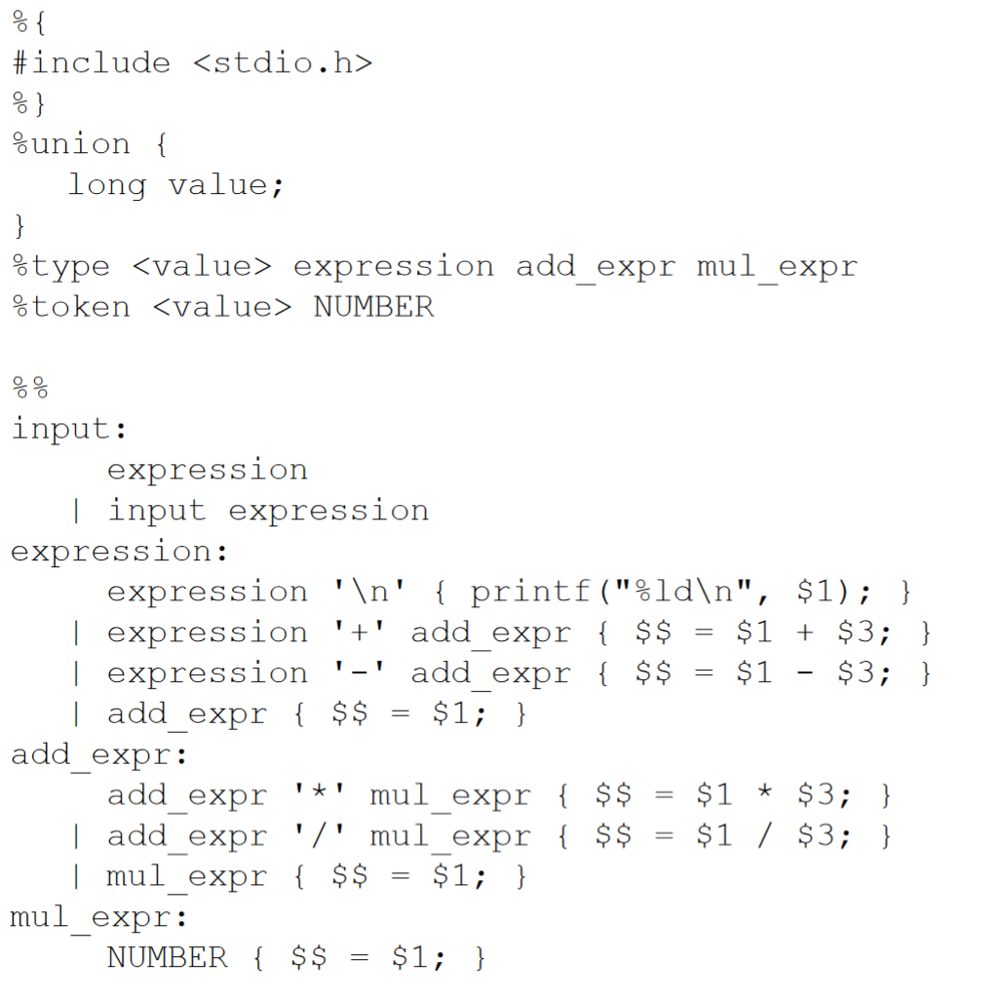 %{
#include <stdio.h>
%}
%union {
   long value;
}
%type <value> expression add_expr mul_expr
%token <value> NUMBER

%%
input:
     expression
   | input expression
expression:
     expression '\n' { printf("%ld\n", $1); }
   | expression '+' add_expr { $$ = $1 + $3; }
   | expression '-' add_expr { $$ = $1 - $3; }
   | add_expr { $$ = $1; }
add_expr:
     add_expr '*' mul_expr { $$ = $1 * $3; }
   | add_expr '/' mul_expr { $$ = $1 / $3; }
   | mul_expr { $$ = $1; }
mul_expr:
     NUMBER { $$ = $1; }